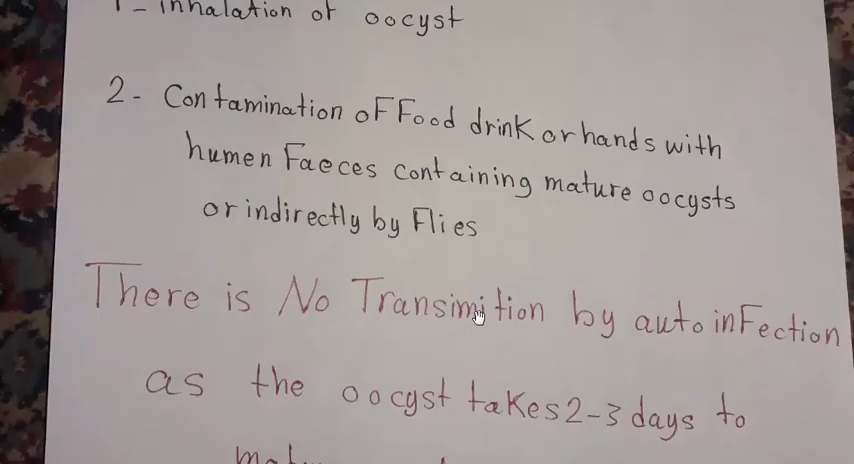 1 - inhalation of oocyst
2 - Contamination of Food drink or hands with
humen Faeces containing mature oocysts
or indirectly by Flies
There is No Transimition by auto inFection
as the oocyst takes 2-3 days to